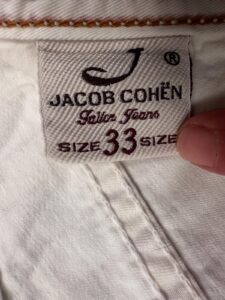 J ®
JACOB COHËN
Tailor Jeans
SIZE 33 SIZE